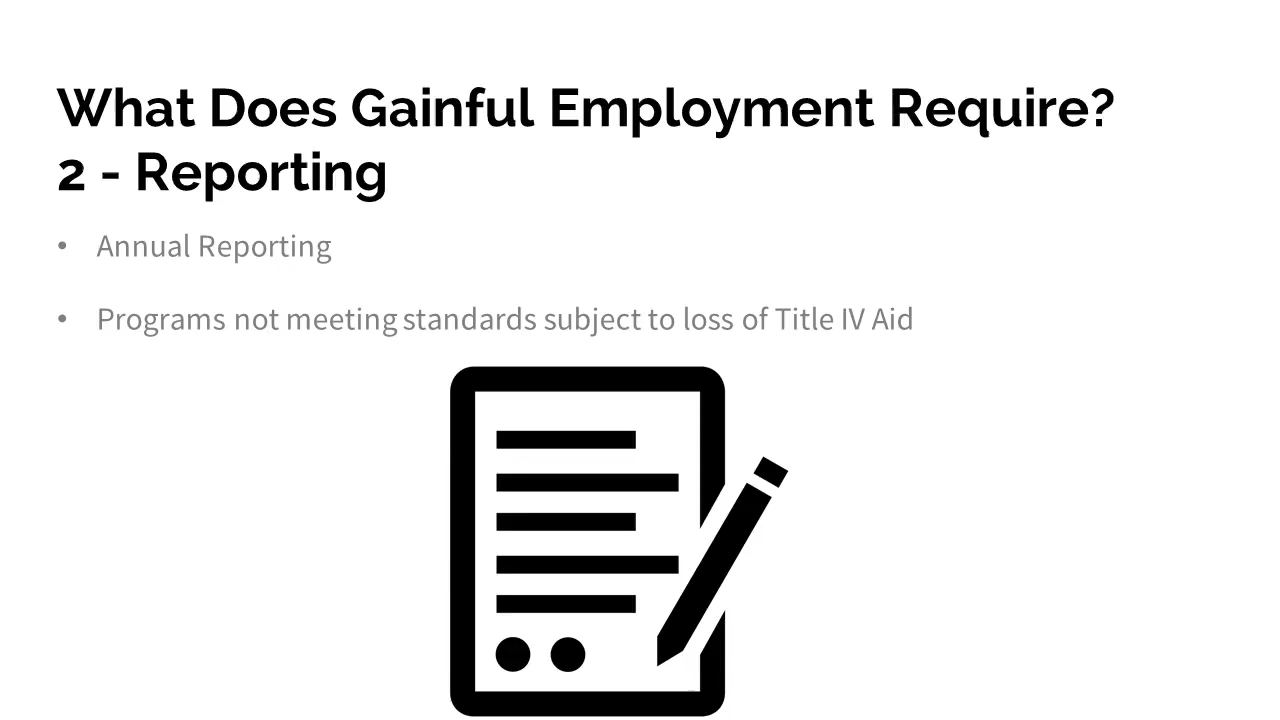 What Does Gainful Employment Require?
2 - Reporting
• Annual Reporting
• Programs not meeting standards subject to loss of Title IV Aid